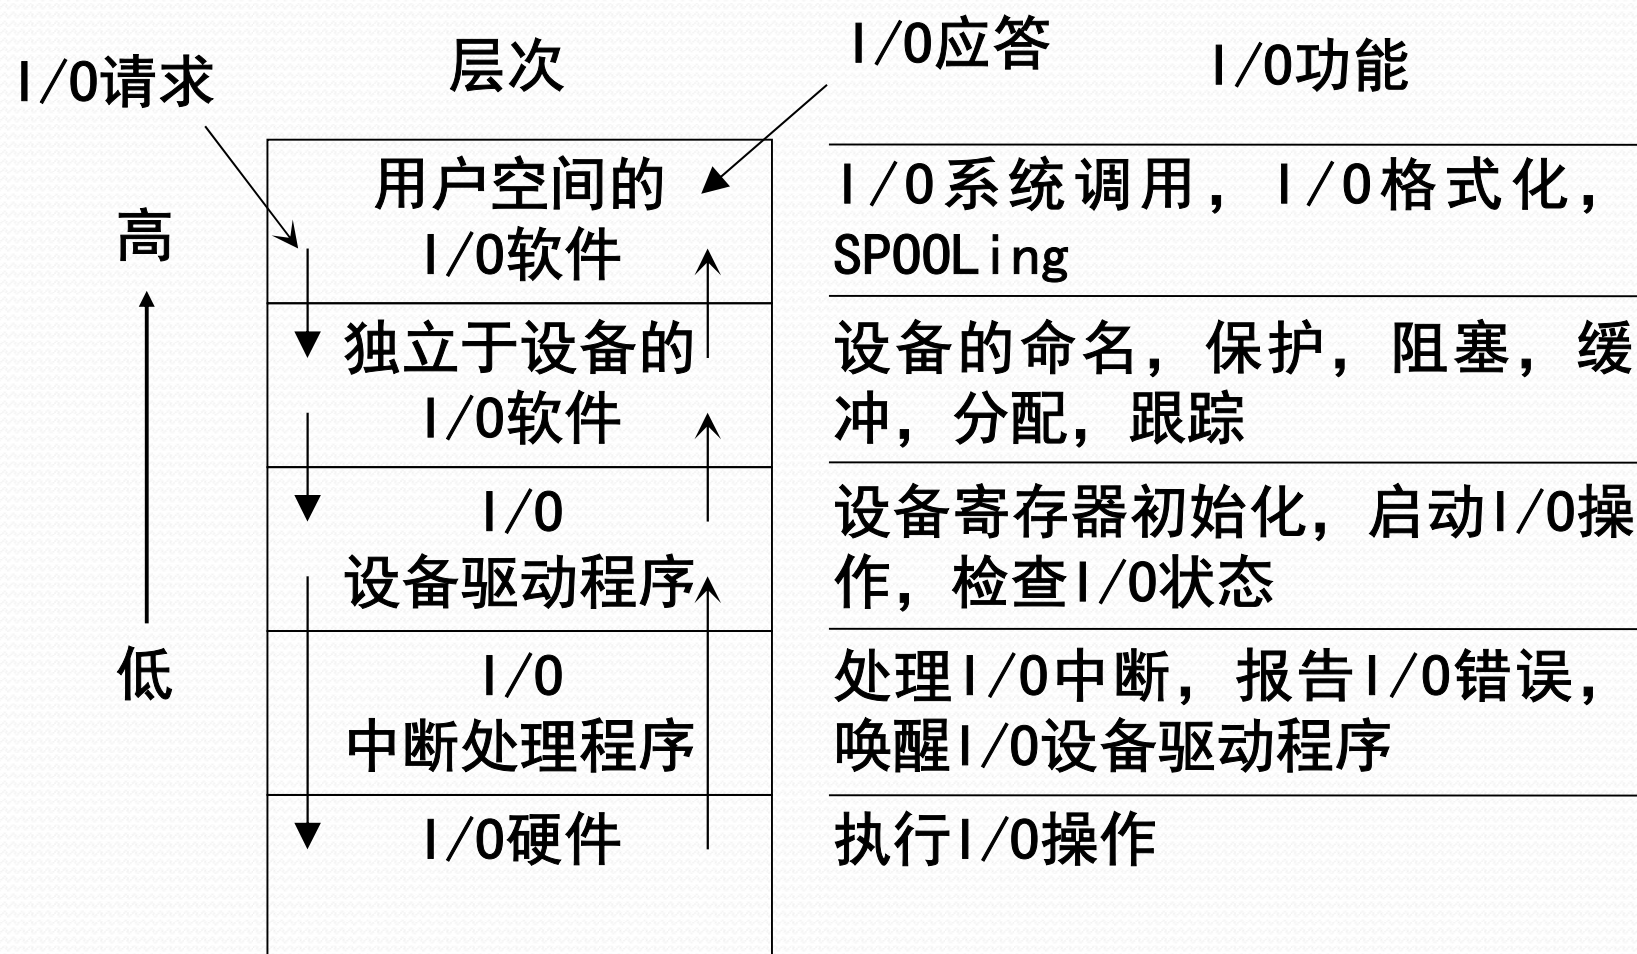 I/O请求
层次
I/O应答
I/O功能
高
低
用户空间的
I/O软件
I/O系统调用，I/O格式化，
SPOOLing
独立于设备的
I/O软件
设备的命名，保护，阻塞，缓
冲，分配，跟踪
I/O
设备驱动程序
设备寄存器初始化，启动I/O操
作，检查I/O状态
I/O
中断处理程序
处理I/O中断，报告I/O错误，
唤醒I/O设备驱动程序
I/O硬件
执行I/O操作